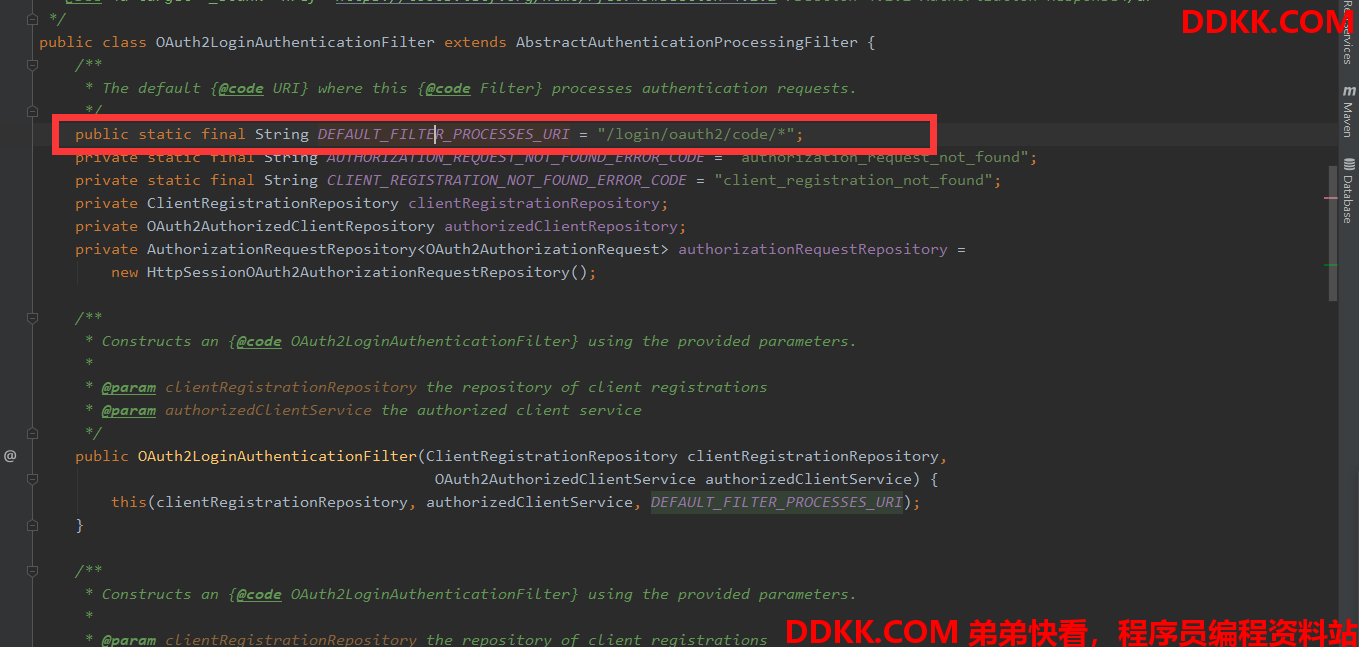 DDKK.COM
*/
public class OAuth2LoginAuthenticationFilter extends AbstractAuthenticationProcessingFilter {
/**
* The default {@code URI} where this {@code Filter} processes authentication requests.
*/
public static final String DEFAULT_FILTER_PROCESSES_URI = "/login/oauth2/code/*";
private static final String AUTHORIZATION_REQUEST_NOT_FOUND_ERROR_CODE = "authorization_request_not_found";
private static final String CLIENT_REGISTRATION_NOT_FOUND_ERROR_CODE = "client_registration_not_found";
private ClientRegistrationRepository clientRegistrationRepository;
private OAuth2AuthorizedClientRepository authorizedClientRepository;
private AuthorizationRequestRepository<OAuth2AuthorizationRequest> authorizationRequestRepository =
new HttpSessionOAuth2AuthorizationRequestRepository();
/**
* Constructs an {@code OAuth2LoginAuthenticationFilter} using the provided parameters.
*
* @param clientRegistrationRepository the repository of client registrations
* @param authorizedClientService the authorized client service
*/
@
public OAuth2LoginAuthenticationFilter(ClientRegistrationRepository clientRegistrationRepository,
OAuth2AuthorizedClientService authorizedClientService) {
this(clientRegistrationRepository, authorizedClientService, DEFAULT_FILTER_PROCESSES_URI);
}
/**
* Constructs an {@code OAuth2LoginAuthenticationFilter} using the provided parameters.
*
* @param clientRegistrationRepository the repository of client registrations
m Maven
Database
DDKK.COM 弟弟快看，程序员编程资料站